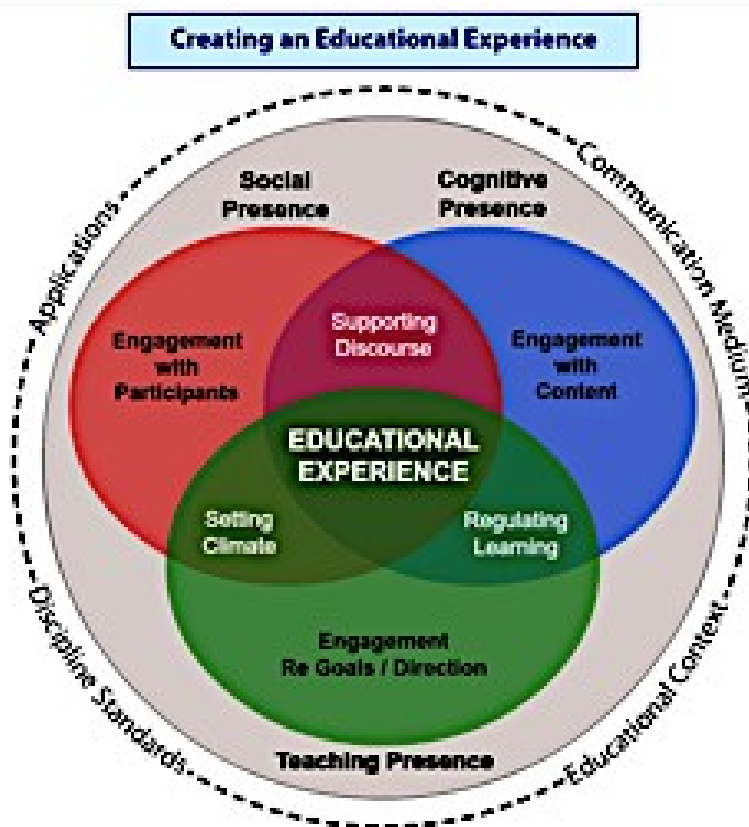 Creating an Educational Experience
Social
Presence
Cognitive
Presence
Applications
Communication Medium
Engagement
with
Participants
Supporting
Discourse
Engagement
with
Content
EDUCATIONAL
EXPERIENCE
Setting
Climate
Regulating
Learning
Engagement
Re Goals / Direction
Teaching Presence
Discipline Standards
Educational Context